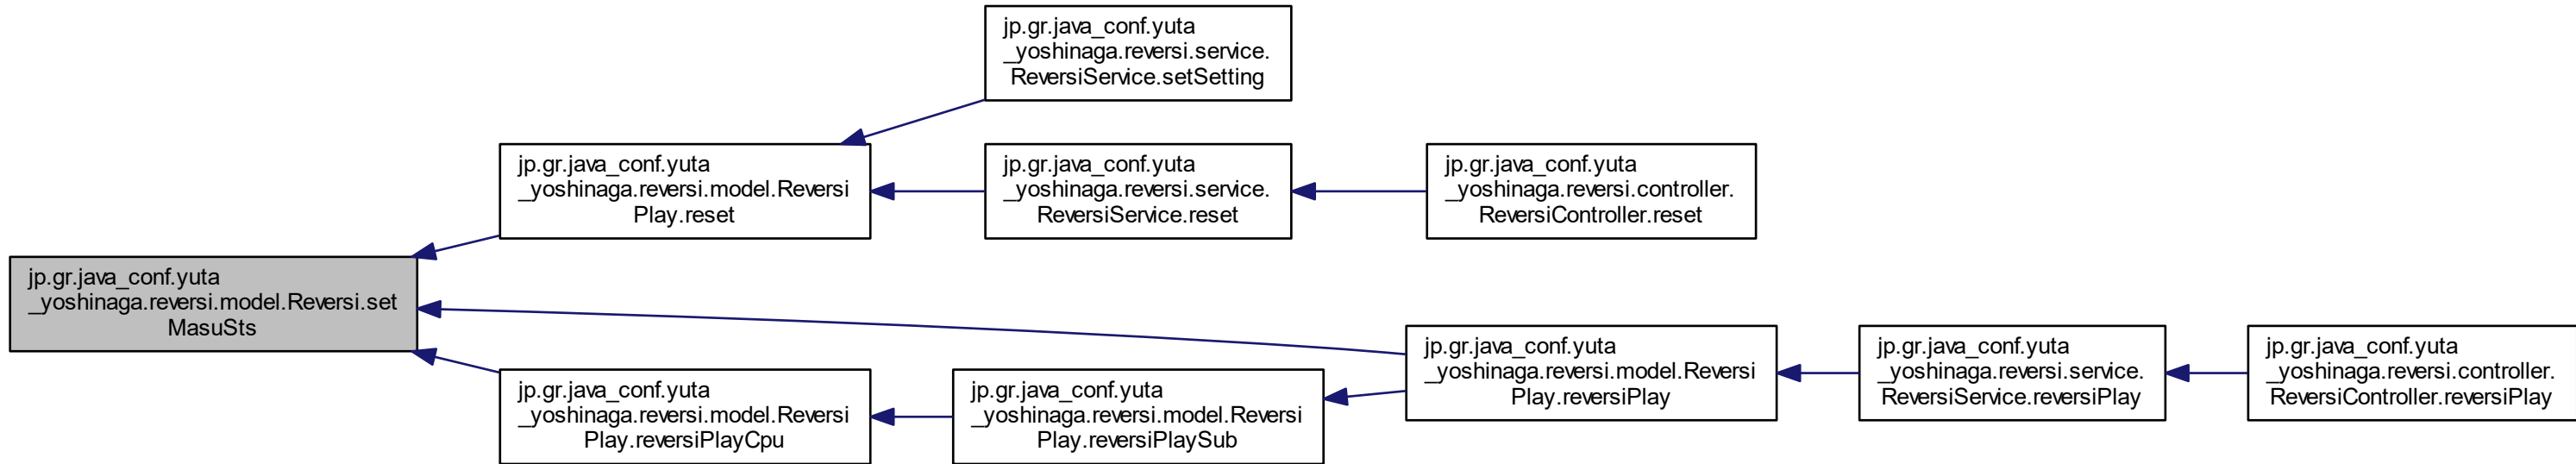 jp.gr.java_conf.yuta
_yoshinaga.reversi.service.
ReversiService.setSetting
jp.gr.java_conf.yuta
_yoshinaga.reversi.model.Reversi
Play.reset
jp.gr.java_conf.yuta
_yoshinaga.reversi.service.
ReversiService.reset
jp.gr.java_conf.yuta
_yoshinaga.reversi.controller.
ReversiController.reset
jp.gr.java_conf.yuta
_yoshinaga.reversi.model.Reversi.set
MasuSts
jp.gr.java_conf.yuta
_yoshinaga.reversi.model.Reversi
Play.reversiPlayCpu
jp.gr.java_conf.yuta
_yoshinaga.reversi.model.Reversi
Play.reversiPlaySub
jp.gr.java_conf.yuta
_yoshinaga.reversi.model.Reversi
Play.reversiPlay
jp.gr.java_conf.yuta
_yoshinaga.reversi.service.
ReversiService.reversiPlay
jp.gr.java_conf.yuta
_yoshinaga.reversi.controller.
ReversiController.reversiPlay